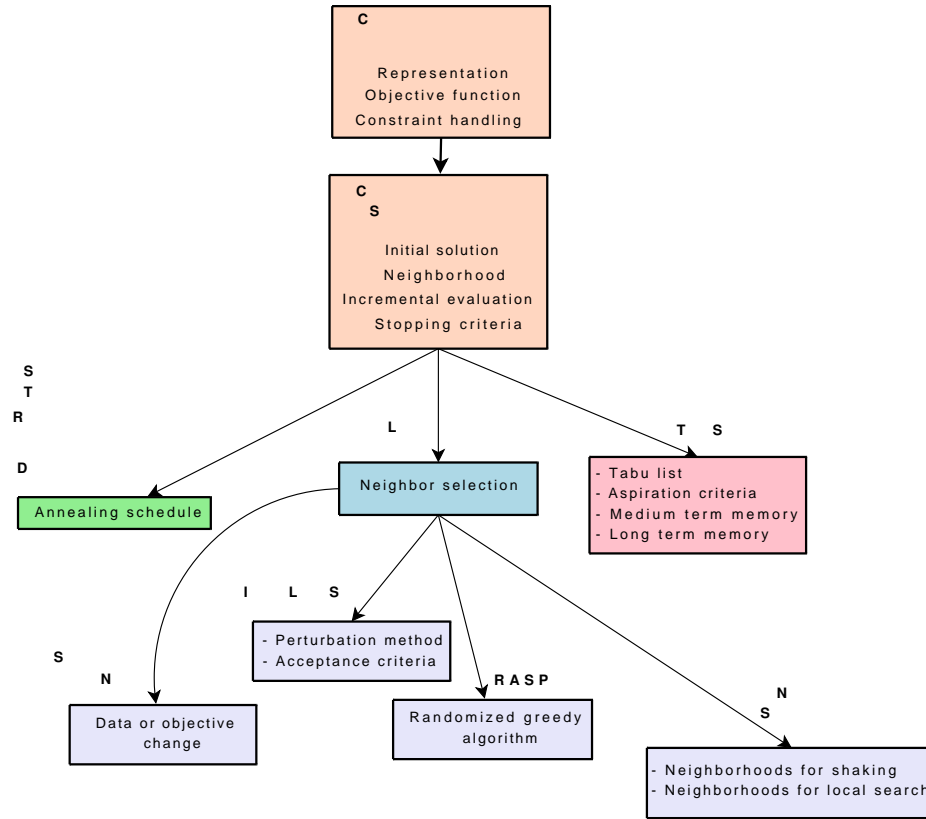 C
Representation
Objective function
Constraint handling
C
S
Initial solution
Neighborhood
Incremental evaluation
Stopping criteria
S
T
R
D
L
T S
Annealing schedule
Neighbor selection
- Tabu list
- Aspiration criteria
- Medium term memory
- Long term memory
I L S
- Perturbation method
- Acceptance criteria
S
N
Data or objective
change
RASP
Randomized greedy
algorithm
N
S
- Neighborhoods for shaking
- Neighborhoods for local search